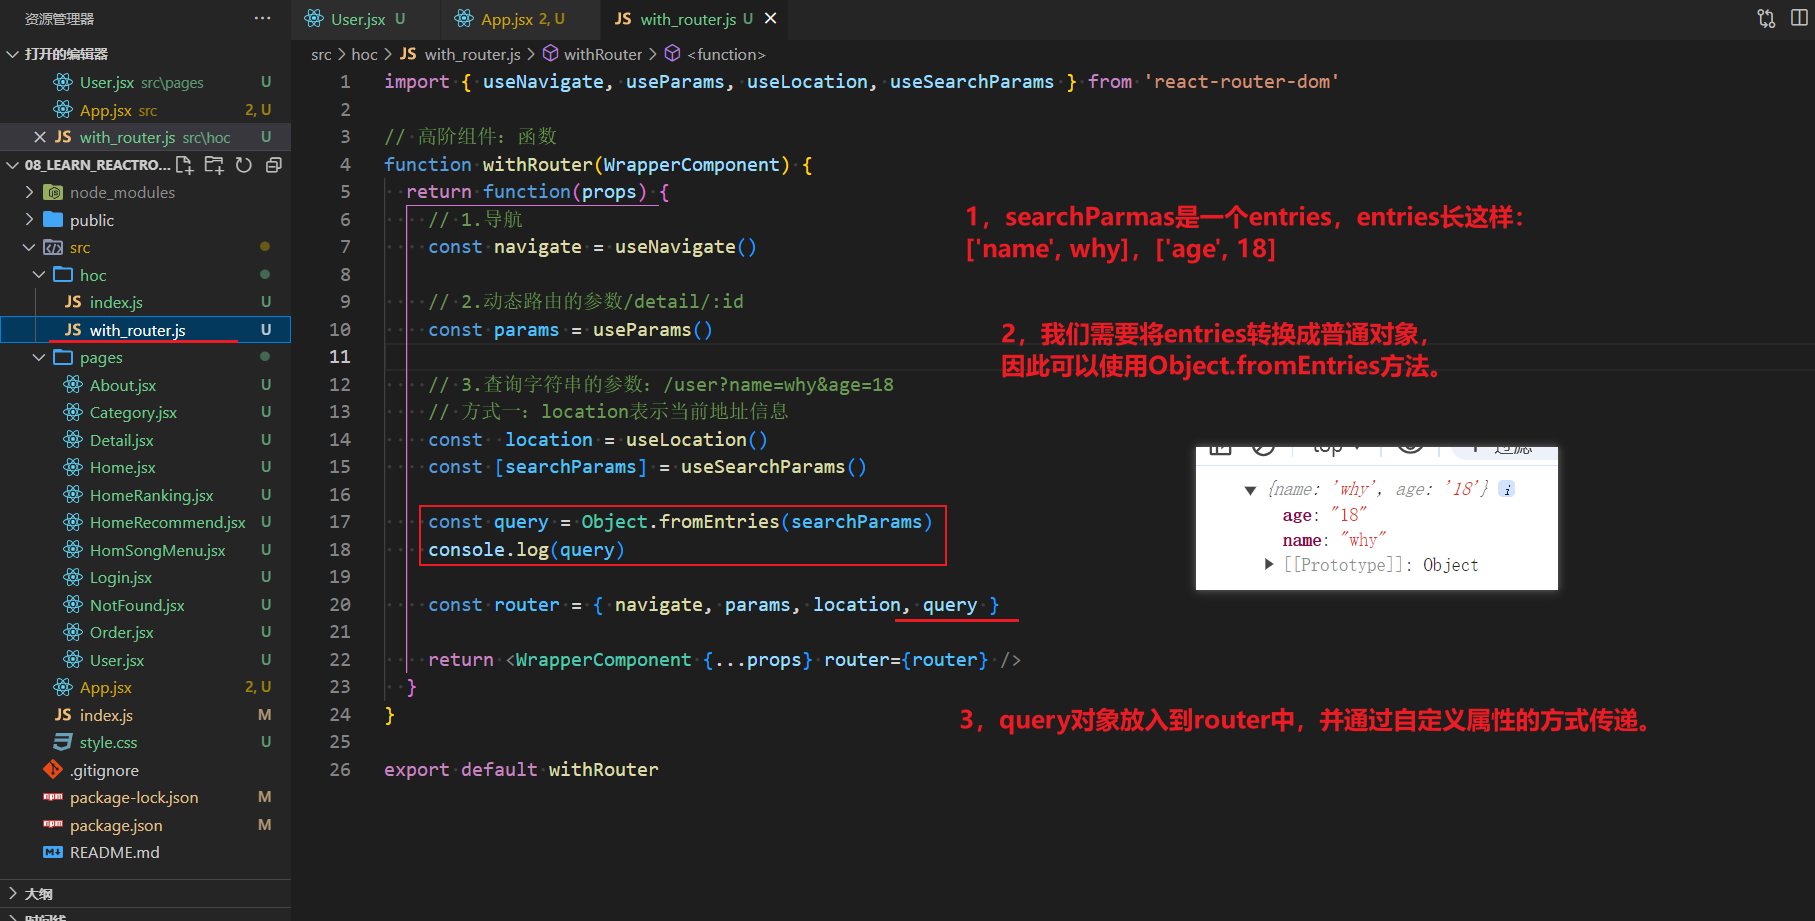 资源管理器
打开的编辑器
User.jsx src\pages U
App.jsx src 2, U
with_router.js src\hoc U
08_LEARN_REACTRO...
node_modules
public
src
hoc
index.js U
with_router.js U
pages
About.jsx U
Category.jsx U
Detail.jsx U
Home.jsx U
HomeRanking.jsx U
HomeRecommend.jsx U
HomSongMenu.jsx U
Login.jsx U
NotFound.jsx U
Order.jsx U
User.jsx U
App.jsx 2, U
index.js M
style.css U
.gitignore
package-lock.json M
package.json M
README.md
大纲
时间线
User.jsx U
App.jsx 2, U
JS with_router.js U
src > hoc > JS with_router.js > withRouter > <function>
1 import { useNavigate, useParams, useLocation, useSearchParams } from 'react-router-dom'
2
3 // 高阶组件: 函数
4 function withRouter(WrapperComponent) {
5 return function(props) {
6 // 1.导航
7 const navigate = useNavigate()
8
9 // 2.动态路由的参数/detail/:id
10 const params = useParams()
11
12 // 3.查询字符串的参数: /user?name=why&age=18
13 // 方式一: location表示当前地址信息
14 const  location = useLocation()
15 const [searchParams] = useSearchParams()
16
17 const query = Object.fromEntries(searchParams)
18 console.log(query)
19
20 const router = { navigate, params, location, query }
21
22 return <WrapperComponent {...props} router={router} />
23 }
24 }
25
26 export default withRouter
1，searchParmas是一个entries，entries长这样：
['name', why]，['age', 18]
2，我们需要将entries转换成普通对象，
因此可以使用Object.fromEntries方法。
top 过滤
{name: 'why', age: '18'} i
age: "18"
name: "why"
[[Prototype]]: Object
3，query对象放入到router中，并通过自定义属性的方式传递。